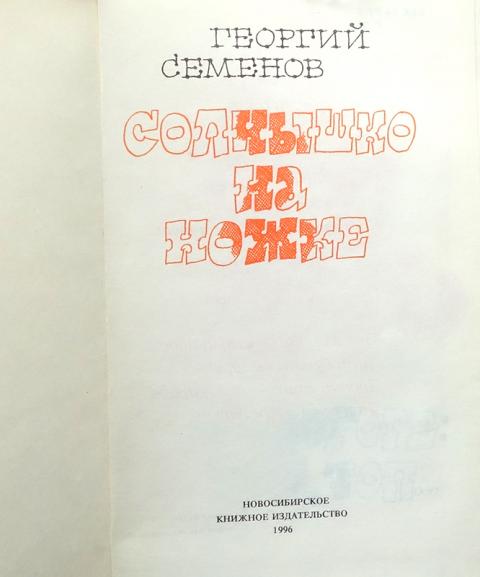 ГЕОРГИЙ
СЕМЕНОВ
СОЛНЫШКО
на
НОЖКЕ
НОВОСИБИРСКОЕ
КНИЖНОЕ ИЗДАТЕЛЬСТВО
1996